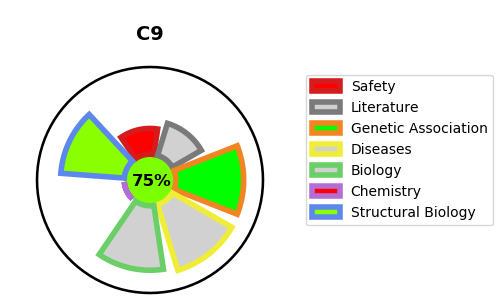 C9
75%
Safety
Literature
Genetic Association
Diseases
Biology
Chemistry
Structural Biology